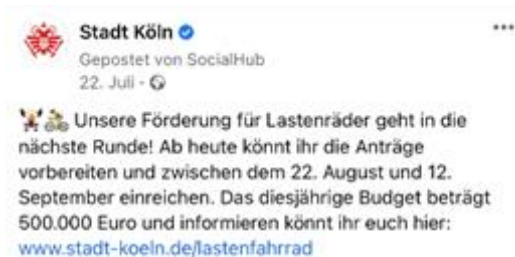 Stadt Köln
Gepostet von SocialHub
22. Juli ·
Unsere Förderung für Lastenräder geht in die
nächste Runde! Ab heute könnt ihr die Anträge
vorbereiten und zwischen dem 22. August und 12.
September einreichen. Das diesjährige Budget beträgt
500.000 Euro und informieren könnt ihr euch hier:
www.stadt-koeln.de/lastenfahrrad